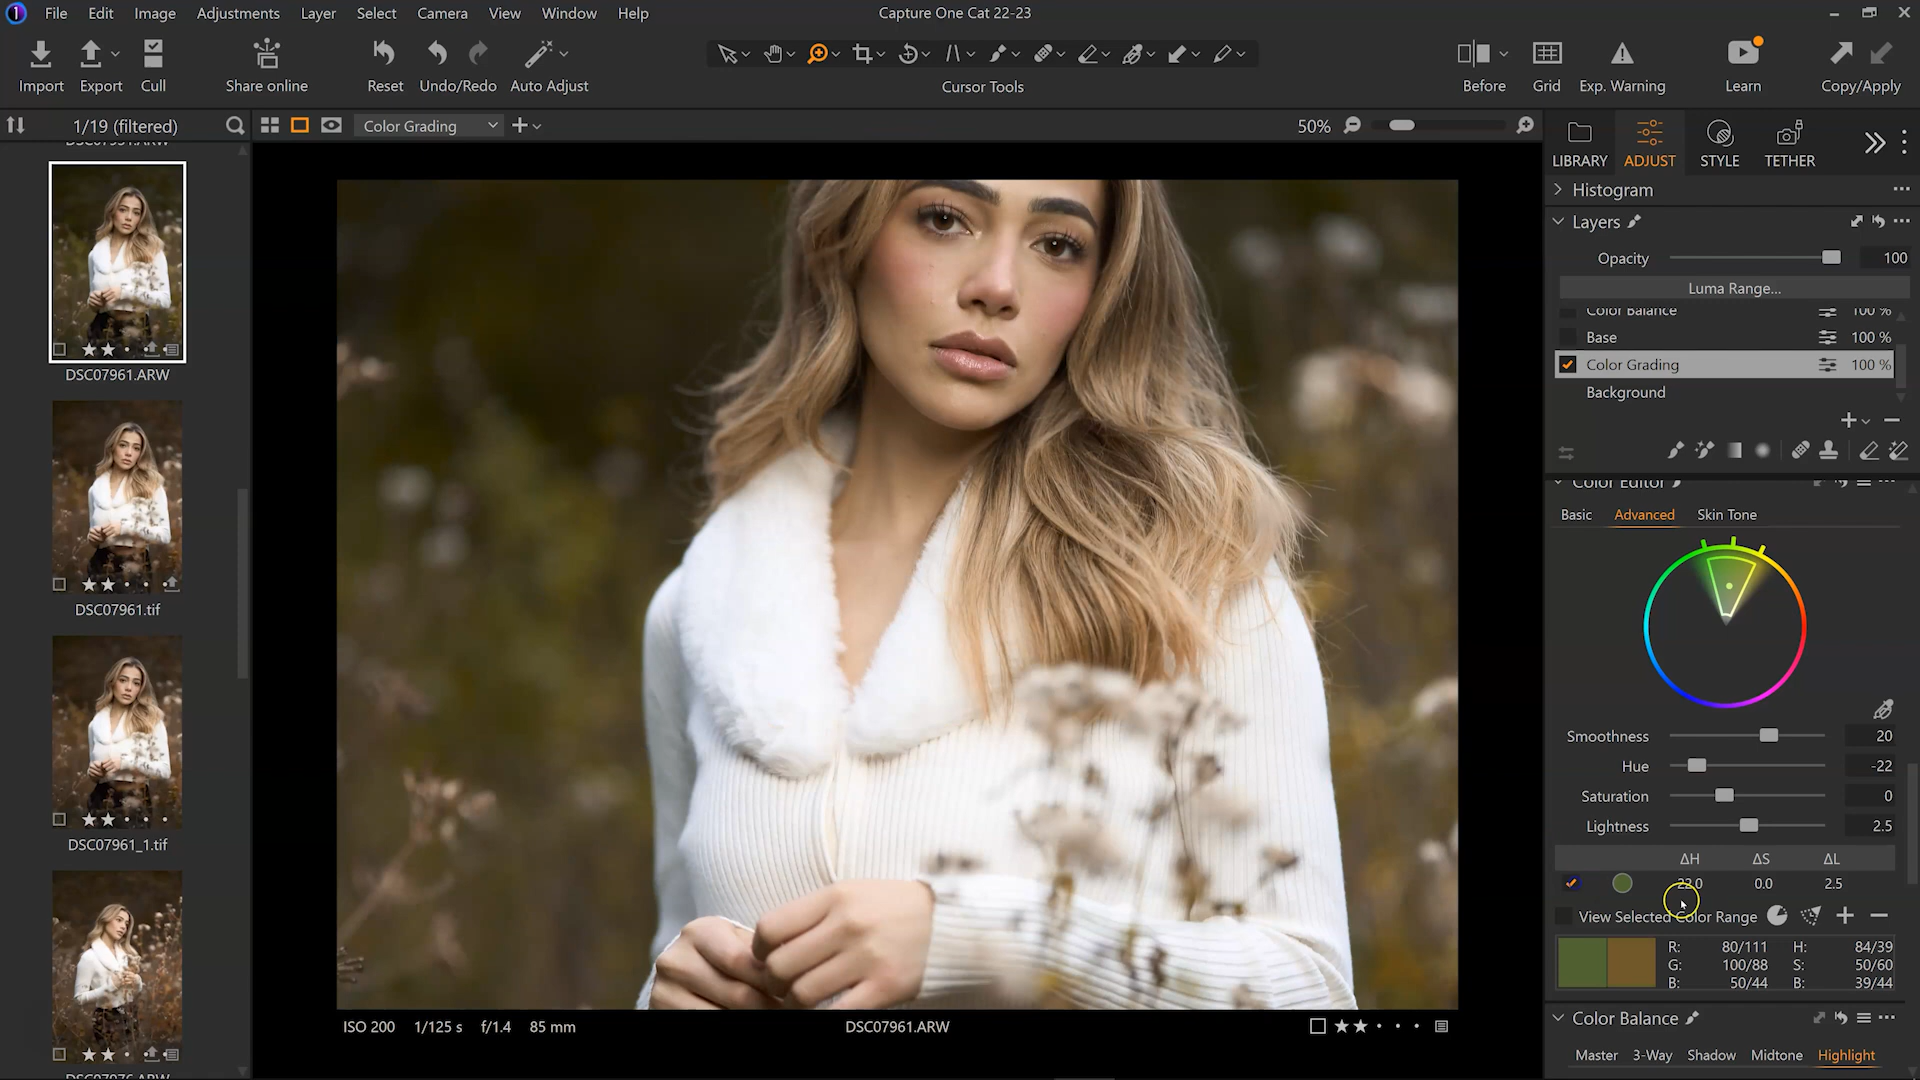 File Edit Image Adjustments Layer Select Camera View Window Help
Capture One Cat 22-23
Import Export Cull Share online Reset Undo/Redo Auto Adjust
Cursor Tools
Before Grid Exp. Warning Learn Copy/Apply
1/19 (filtered)
Color Grading
50%
LIBRARY ADJUST STYLE TETHER
DSC07961.ARW
DSC07961.tif
DSC07961_1.tif
ISO 200 1/125 s f/1.4 85 mm
DSC07961.ARW
Histogram
Layers
Opacity 100
Luma Range...
Color Balance 100 %
Base 100 %
Color Grading 100 %
Background
Color Editor
Basic Advanced Skin Tone
Smoothness 20
Hue -22
Saturation 0
Lightness 2.5
ΔH ΔS ΔL
0.0 2.5
View Selected Color Range
R: 80/111 H: 84/39
G: 100/88 S: 50/60
B: 50/44 B: 39/44
Color Balance
Master 3-Way Shadow Midtone Highlight